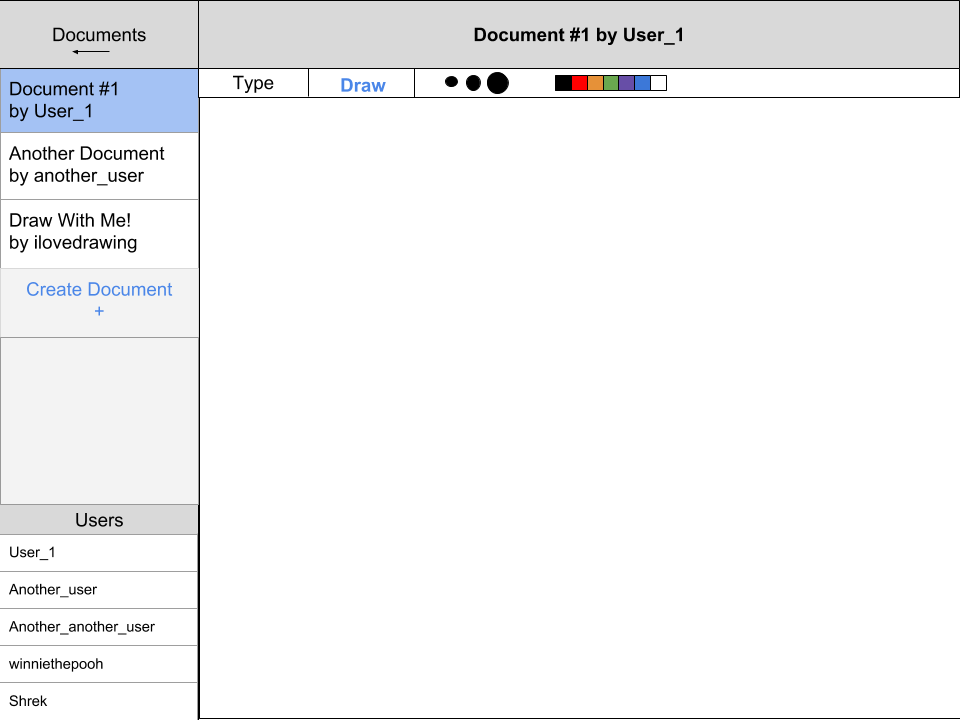 Documents
Document #1 by User_1
Document #1
by User_1
Type
Draw
Another Document
by another_user
Draw With Me!
by ilovedrawing
Create Document
+
Users
User_1
Another_user
Another_another_user
winniethepooh
Shrek